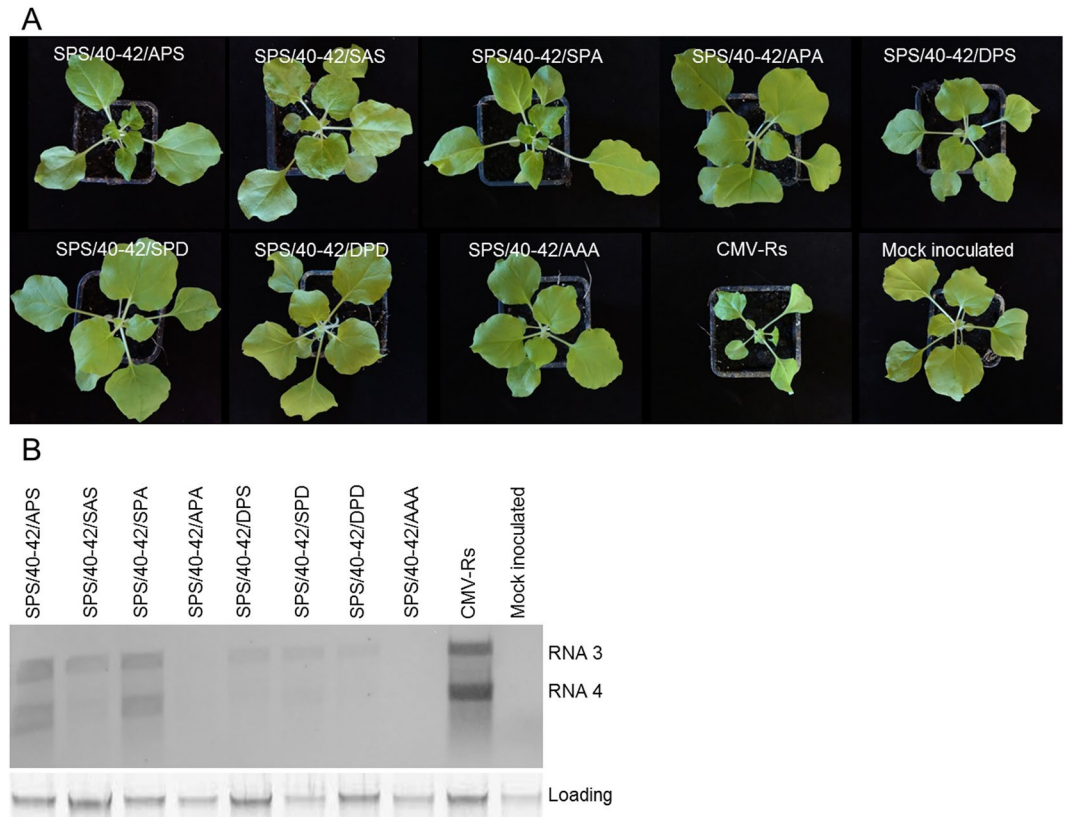 A
SPS/40-42/APS SPS/40-42/SAS SPS/40-42/SPA SPS/40-42/APA SPS/40-42/DPS
SPS/40-42/SPD SPS/40-42/DPD SPS/40-42/AAA CMV-Rs Mock inoculated
B
SPS/40-42/APS
SPS/40-42/SAS
SPS/40-42/SPA
SPS/40-42/APA
SPS/40-42/DPS
SPS/40-42/SPD
SPS/40-42/DPD
SPS/40-42/AAA
CMV-Rs
Mock inoculated
RNA 3
RNA 4
Loading